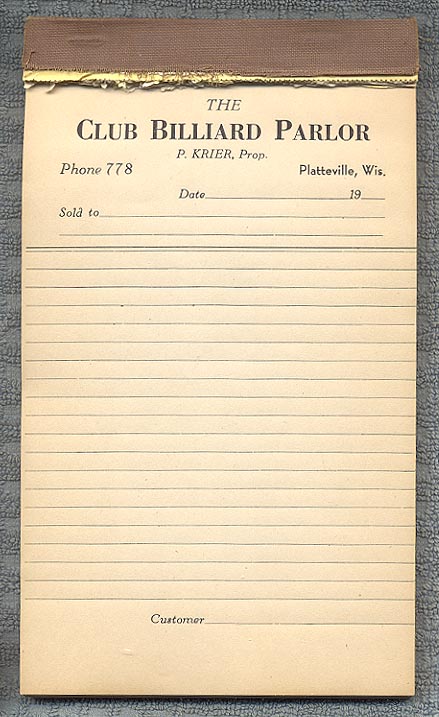 THE
CLUB BILLIARD PARLOR
P. KRIER, Prop.
Phone 778 Platteville, Wis.
Date 19
Sold to
Customer